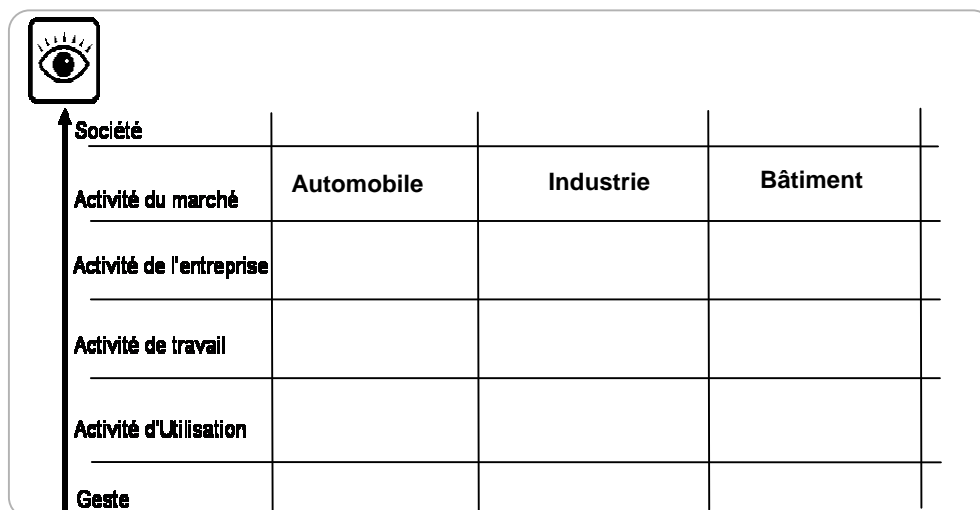 Société
Activité du marché Automobile Industrie Bâtiment
Activité de l'entreprise
Activité de travail
Activité d'Utilisation
Geste